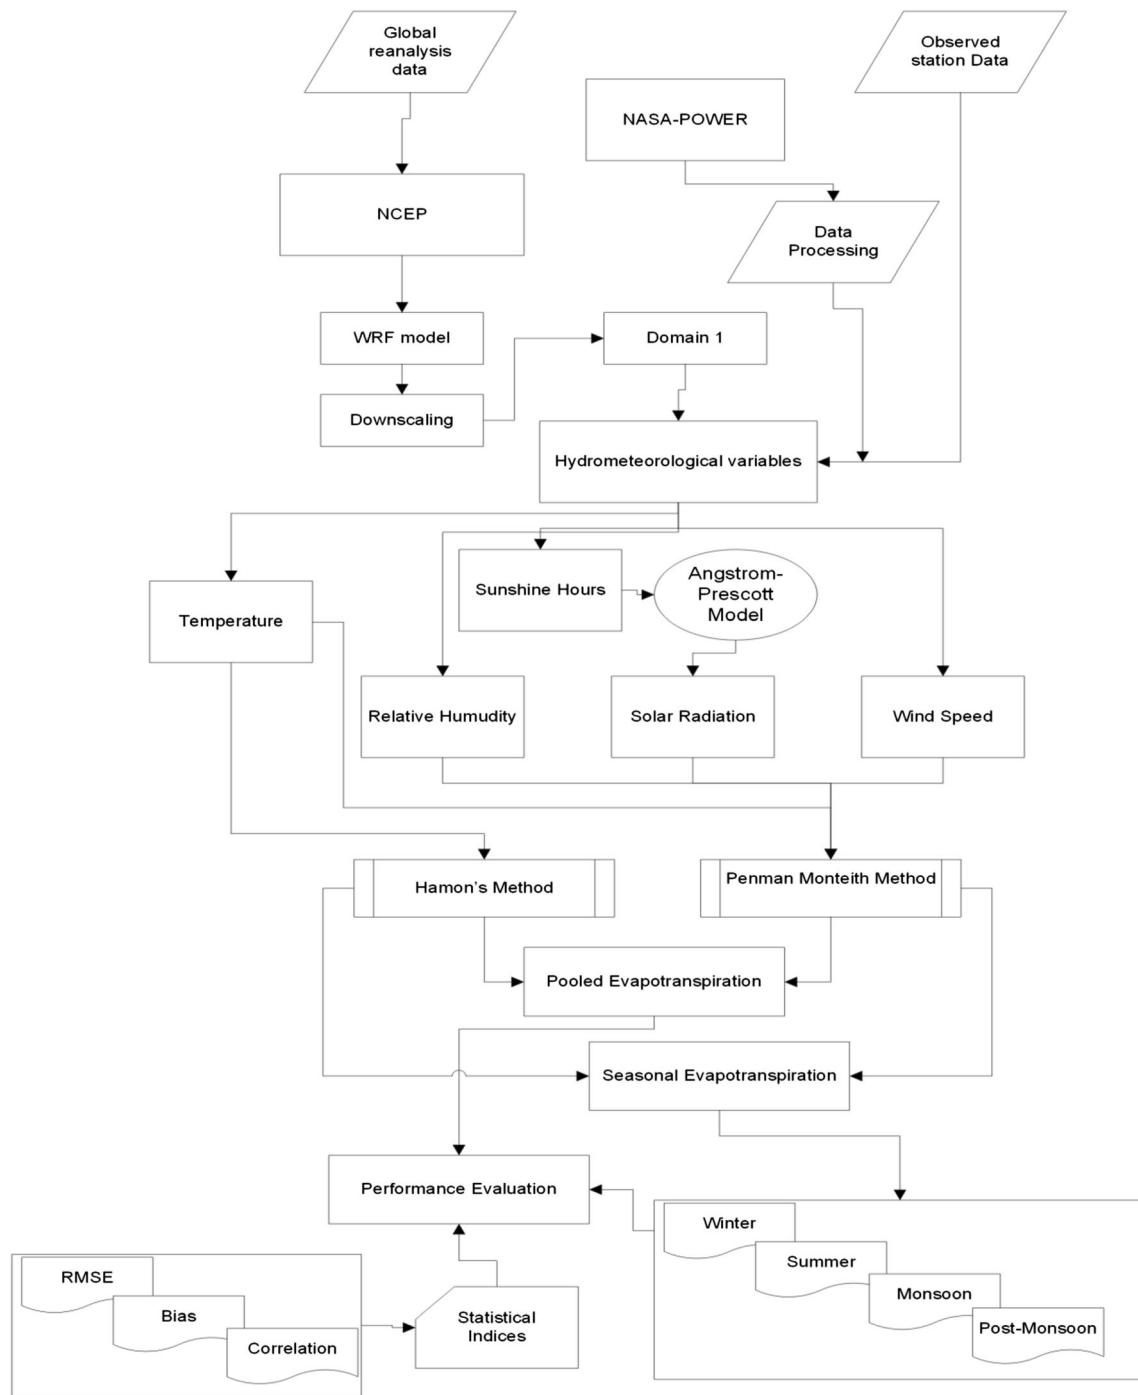 Global
reanalysis
data
Observed
station Data
NASA-POWER
NCEP
Data
Processing
WRF model
Domain 1
Downscaling
Hydrometeorological variables
Sunshine Hours
Angstrom-
Prescott
Model
Temperature
Relative Humudity
Solar Radiation
Wind Speed
Hamon's Method
Penman Monteith Method
Pooled Evapotranspiration
Seasonal Evapotranspiration
Performance Evaluation
Winter
Summer
Monsoon
Post-Monsoon
RMSE
Bias
Correlation
Statistical
Indices